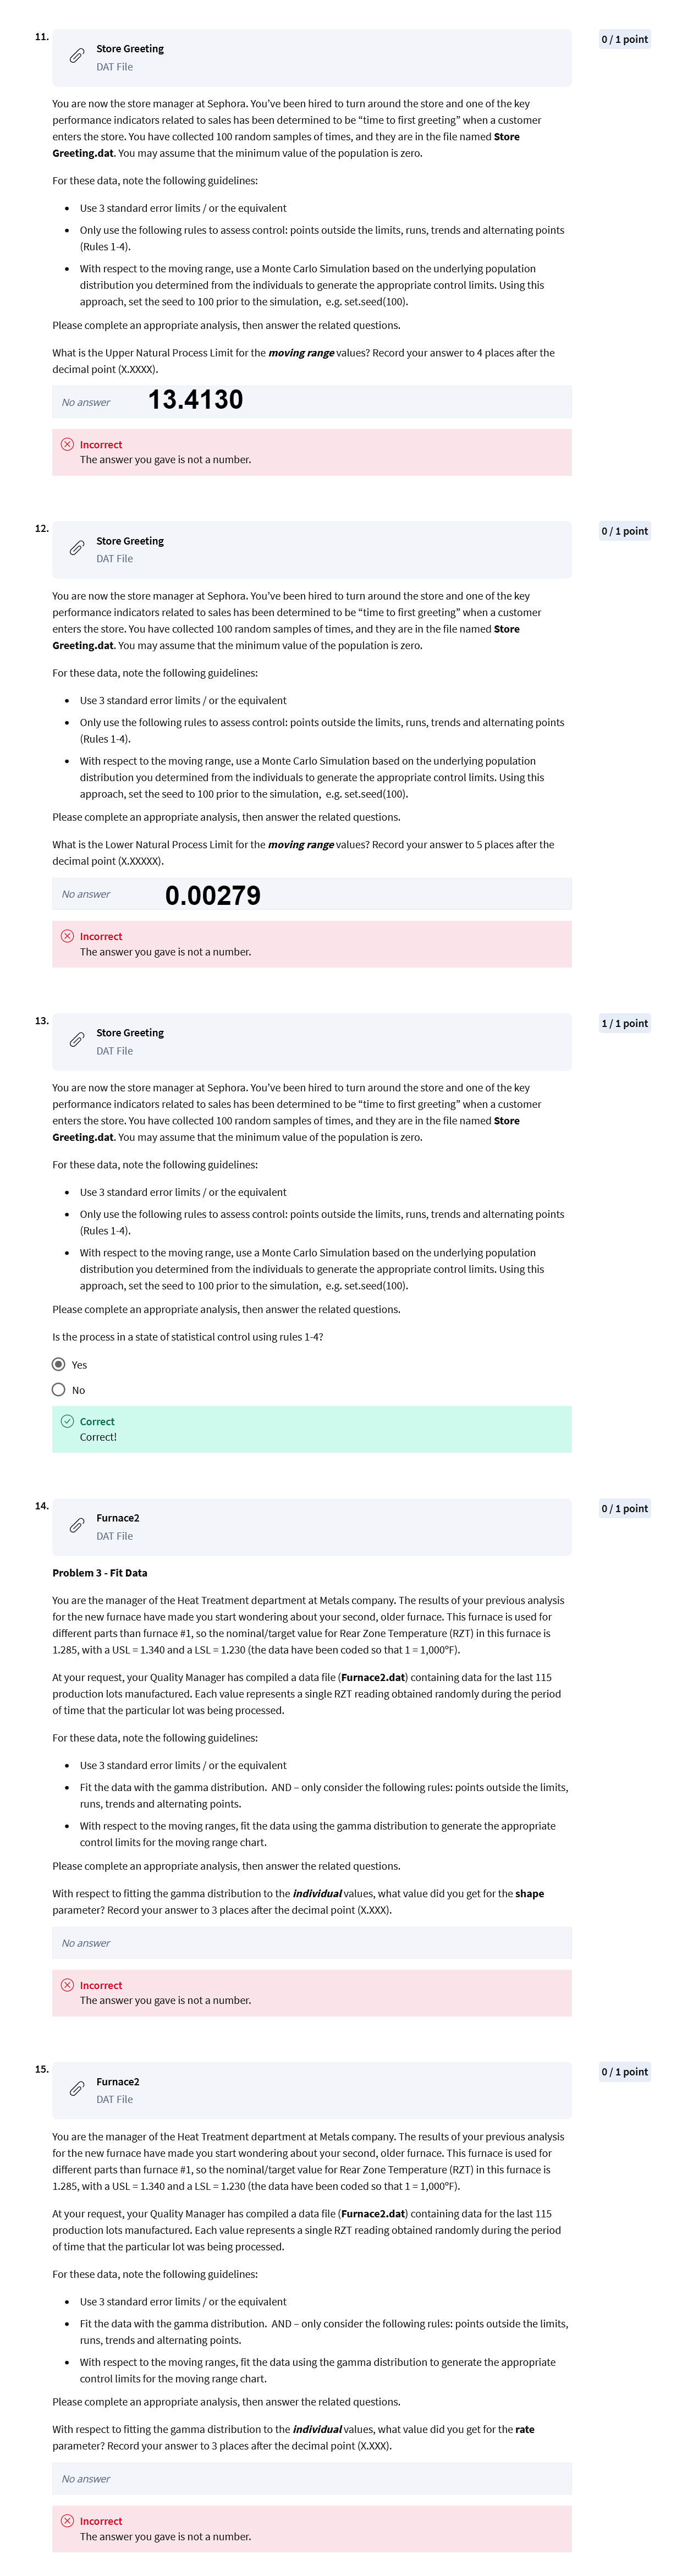 11.
0 / 1 point
Store Greeting
DAT File
You are now the store manager at Sephora. You've been hired to turn around the store and one of the key
performance indicators related to sales has been determined to be “time to first greeting” when a customer
enters the store. You have collected 100 random samples of times, and they are in the file named Store
Greeting.dat. You may assume that the minimum value of the population is zero.
For these data, note the following guidelines:
• Use 3 standard error limits / or the equivalent
• Only use the following rules to assess control: points outside the limits, runs, trends and alternating points
(Rules 1-4).
• With respect to the moving range, use a Monte Carlo Simulation based on the underlying population
distribution you determined from the individuals to generate the appropriate control limits. Using this
approach, set the seed to 100 prior to the simulation, e.g. set.seed(100).
Please complete an appropriate analysis, then answer the related questions.
What is the Upper Natural Process Limit for the moving range values? Record your answer to 4 places after the
decimal point (X.XXXX).
No answer 13.4130
Incorrect
The answer you gave is not a number.
12.
0 / 1 point
Store Greeting
DAT File
You are now the store manager at Sephora. You've been hired to turn around the store and one of the key
performance indicators related to sales has been determined to be “time to first greeting” when a customer
enters the store. You have collected 100 random samples of times, and they are in the file named Store
Greeting.dat. You may assume that the minimum value of the population is zero.
For these data, note the following guidelines:
• Use 3 standard error limits / or the equivalent
• Only use the following rules to assess control: points outside the limits, runs, trends and alternating points
(Rules 1-4).
• With respect to the moving range, use a Monte Carlo Simulation based on the underlying population
distribution you determined from the individuals to generate the appropriate control limits. Using this
approach, set the seed to 100 prior to the simulation, e.g. set.seed(100).
Please complete an appropriate analysis, then answer the related questions.
What is the Lower Natural Process Limit for the moving range values? Record your answer to 5 places after the
decimal point (X.XXXXX).
No answer 0.00279
Incorrect
The answer you gave is not a number.
13.
1 / 1 point
Store Greeting
DAT File
You are now the store manager at Sephora. You've been hired to turn around the store and one of the key
performance indicators related to sales has been determined to be “time to first greeting” when a customer
enters the store. You have collected 100 random samples of times, and they are in the file named Store
Greeting.dat. You may assume that the minimum value of the population is zero.
For these data, note the following guidelines:
• Use 3 standard error limits / or the equivalent
• Only use the following rules to assess control: points outside the limits, runs, trends and alternating points
(Rules 1-4).
• With respect to the moving range, use a Monte Carlo Simulation based on the underlying population
distribution you determined from the individuals to generate the appropriate control limits. Using this
approach, set the seed to 100 prior to the simulation, e.g. set.seed(100).
Please complete an appropriate analysis, then answer the related questions.
Is the process in a state of statistical control using rules 1-4?
Yes
No
Correct
Correct!
14.
0 / 1 point
Furnace2
DAT File
Problem 3 - Fit Data
You are the manager of the Heat Treatment department at Metals company. The results of your previous analysis
for the new furnace have made you start wondering about your second, older furnace. This furnace is used for
different parts than furnace #1, so the nominal/target value for Rear Zone Temperature (RZT) in this furnace is
1.285, with a USL = 1.340 and a LSL = 1.230 (the data have been coded so that 1 = 1,000°F).
At your request, your Quality Manager has compiled a data file (Furnace2.dat) containing data for the last 115
production lots manufactured. Each value represents a single RZT reading obtained randomly during the period
of time that the particular lot was being processed.
For these data, note the following guidelines:
• Use 3 standard error limits / or the equivalent
• Fit the data with the gamma distribution. AND – only consider the following rules: points outside the limits,
runs, trends and alternating points.
• With respect to the moving ranges, fit the data using the gamma distribution to generate the appropriate
control limits for the moving range chart.
Please complete an appropriate analysis, then answer the related questions.
With respect to fitting the gamma distribution to the individual values, what value did you get for the shape
parameter? Record your answer to 3 places after the decimal point (X.XXX).
No answer
Incorrect
The answer you gave is not a number.
15.
0 / 1 point
Furnace2
DAT File
You are the manager of the Heat Treatment department at Metals company. The results of your previous analysis
for the new furnace have made you start wondering about your second, older furnace. This furnace is used for
different parts than furnace #1, so the nominal/target value for Rear Zone Temperature (RZT) in this furnace is
1.285, with a USL = 1.340 and a LSL = 1.230 (the data have been coded so that 1 = 1,000°F).
At your request, your Quality Manager has compiled a data file (Furnace2.dat) containing data for the last 115
production lots manufactured. Each value represents a single RZT reading obtained randomly during the period
of time that the particular lot was being processed.
For these data, note the following guidelines:
• Use 3 standard error limits / or the equivalent
• Fit the data with the gamma distribution. AND – only consider the following rules: points outside the limits,
runs, trends and alternating points.
• With respect to the moving ranges, fit the data using the gamma distribution to generate the appropriate
control limits for the moving range chart.
Please complete an appropriate analysis, then answer the related questions.
With respect to fitting the gamma distribution to the individual values, what value did you get for the rate
parameter? Record your answer to 3 places after the decimal point (X.XXX).
No answer
Incorrect
The answer you gave is not a number.